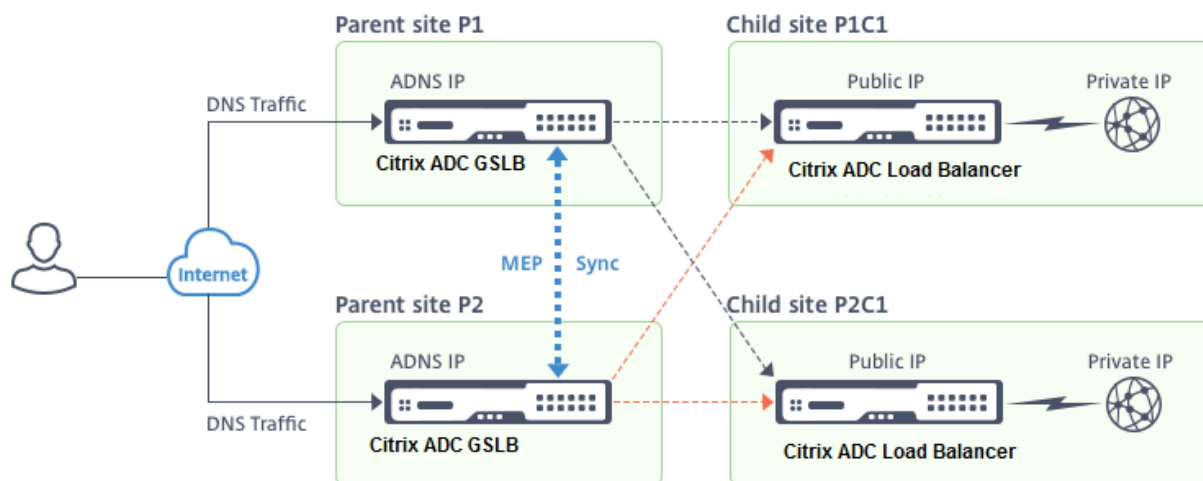 Parent site P1
Child site P1C1
ADNS IP
Public IP
Private IP
DNS Traffic
Citrix ADC GSLB
Citrix ADC Load Balancer
Internet
MEP Sync
Parent site P2
Child site P2C1
ADNS IP
Public IP
Private IP
DNS Traffic
Citrix ADC GSLB
Citrix ADC Load Balancer